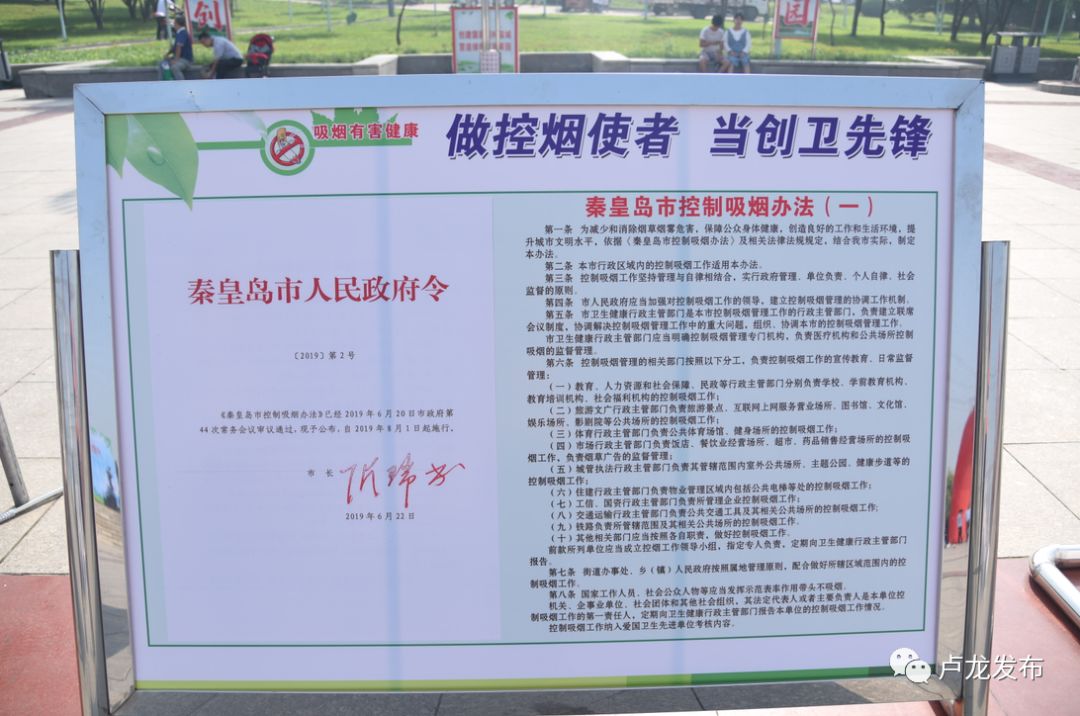 创
园
吸烟有害健康
做控烟使者 当创卫先锋
秦皇岛市人民政府令
〔2019〕第2号
《秦皇岛市控制吸烟办法》已经2019年6月20日市政府第
44次常务会议审议通过，现予公布，自2019年8月1日起施行。
市 长
2019年6月22日
秦皇岛市控制吸烟办法（一）
第一条 为减少和消除烟草烟雾危害，保障公众身体健康，创造良好的工作和生活环境，提
升城市文明水平，依据《秦皇岛市控制吸烟办法》及相关法律法规规定，结合我市实际，制定
本办法。
第二条 本市行政区域内的控制吸烟工作适用本办法。
第三条 控制吸烟工作坚持管理与自律相结合，实行政府管理、单位负责、个人自律、社会
监督的原则。
第四条 市人民政府应当加强对控制吸烟工作的领导，建立控制吸烟管理的协调工作机制。
第五条 市卫生健康行政主管部门是本市控制吸烟管理工作的行政主管部门，负责建立联席
会议制度，协调解决控制吸烟管理工作中的重大问题，组织、协调本市的控制吸烟管理工作。
市卫生健康行政主管部门应当明确控制吸烟管理专门机构，负责医疗机构和公共场所控制
吸烟的监督管理。
第六条 控制吸烟管理的相关部门按照以下分工，负责控制吸烟工作的宣传教育、日常监督
管理：
（一）教育、人力资源和社会保障、民政等行政主管部门分别负责学校、学前教育机构、
教育培训机构、社会福利机构的控制吸烟工作；
（二）旅游文广行政主管部门负责旅游景点、互联网上网服务营业场所、图书馆、文化馆、
娱乐场所、影剧院等公共场所的控制吸烟工作；
（三）体育行政主管部门负责公共体育场馆、健身场所的控制吸烟工作；
（四）市场行政主管部门负责饭店、餐饮业经营场所、超市、药品销售经营场所的控制吸
烟工作，负责烟草广告的监督管理；
（五）城管执法行政主管部门负责其管辖范围内室外公共场所、主题公园、健康步道等的
控制吸烟工作；
（六）住建行政主管部门负责物业管理区域内包括公共电梯等处的控制吸烟工作；
（七）工信、国资行政主管部门负责所管理企业控制吸烟工作；
（八）交通运输行政主管部门负责公共交通工具及其相关公共场所的控制吸烟工作；
（九）铁路负责所管辖范围及其相关公共场所的控制吸烟工作．
（十）其他相关部门应当按照各自职责，做好控制吸烟工作．
前款所列单位应当成立控烟工作领导小组，指定专人负责，定期向卫生健康行政主管部门
报告。
第七条 街道办事处、乡（镇）人民政府按照属地管理原则，配合做好所辖区域范围内的控
制吸烟工作．
第八条 国家工作人员、社会公众人物等应当发挥示范表率作用带头不吸烟。
机关、企事业单位、社会团体和其他社会组织，其法定代表人或者主要负责人是本单位控
制吸烟工作的第一责任人，定期向卫生健康行政主管部门报告本单位的控制吸烟工作情况。
控制吸烟工作纳入爱国卫生先进单位考核内容．
卢龙发布